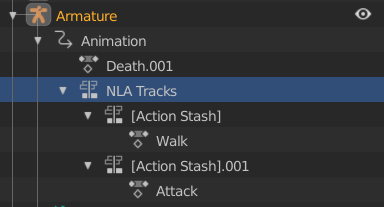 Armature
Animation
Death.001
NLA Tracks
[Action Stash]
Walk
[Action Stash].001
Attack